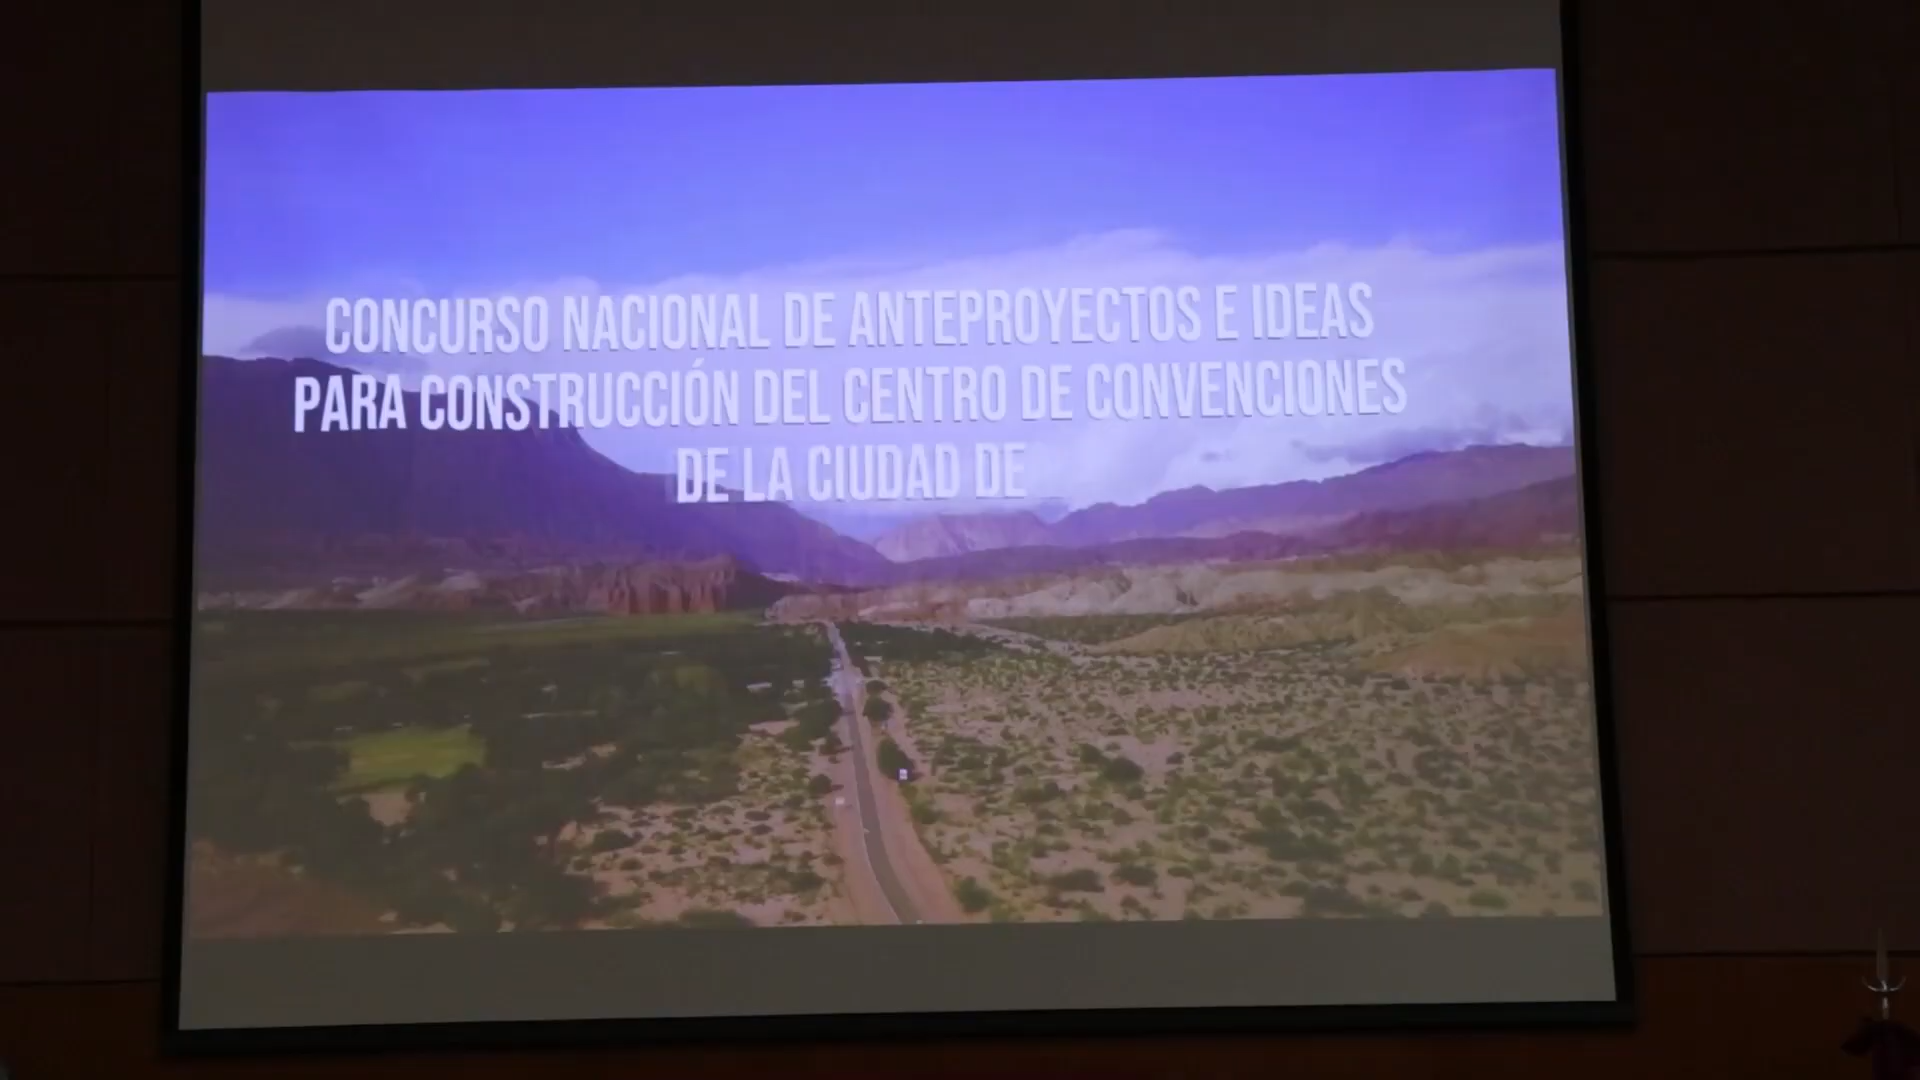 CONCURSO NACIONAL DE ANTEPROYECTOS E IDEAS
PARA CONSTRUCCIÓN DEL CENTRO DE CONVENCIONES
DE LA CIUDAD DE